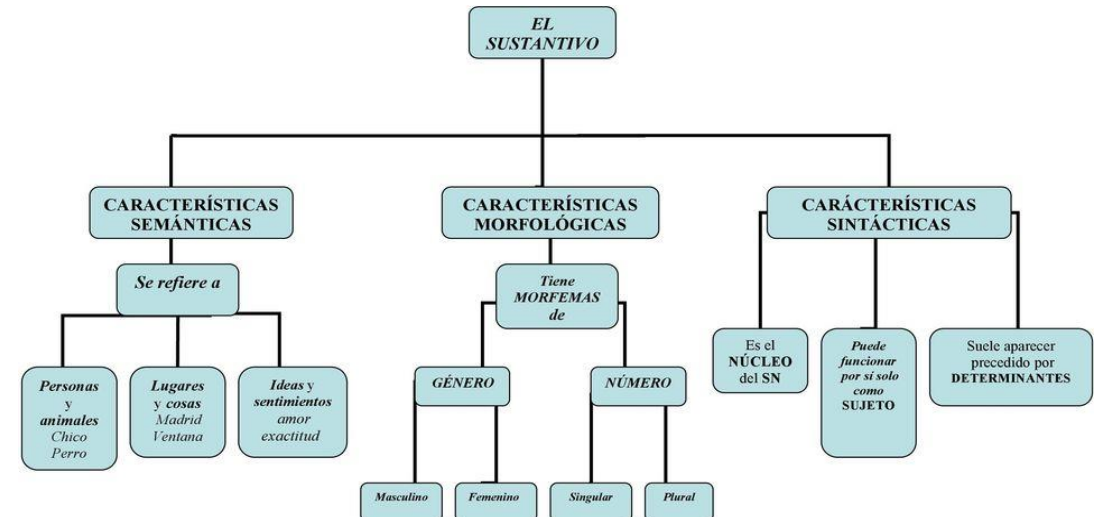 EL
SUSTANTIVO
CARACTERÍSTICAS
SEMÁNTICAS
CARACTERÍSTICAS
MORFOLÓGICAS
CARÁCTERÍSTICAS
SINTÁCTICAS
Se refiere a
Tiene
MORFEMAS
de
Personas
y
animales
Chico
Perro
Lugares
y cosas
Madrid
Ventana
Ideas y
sentimientos
amor
exactitud
GÉNERO
NÚMERO
Masculino
Femenino
Singular
Plural
Es el
NÚCLEO
del SN
Puede
funcionar
por sí solo
como
SUJETO
Suele aparecer
precedido por
DETERMINANTES